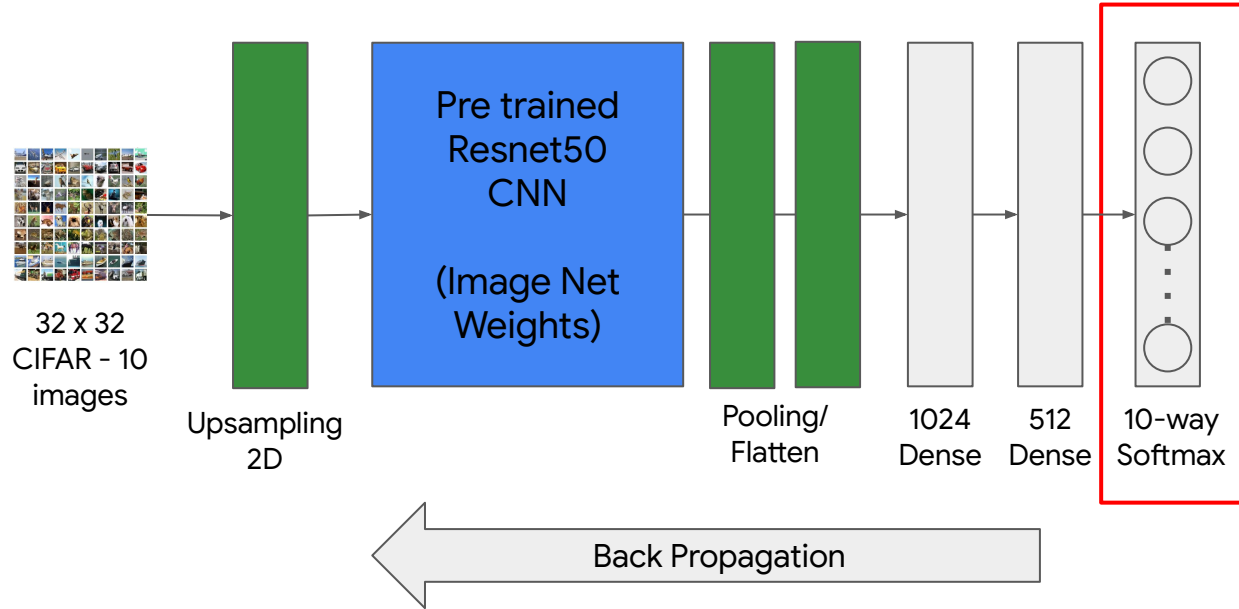 Pre trained
Resnet50
CNN
(Image Net
Weights)
32 x 32
CIFAR - 10
images
Upsampling
2D
Pooling/
Flatten
1024
Dense
512
Dense
10-way
Softmax
Back Propagation